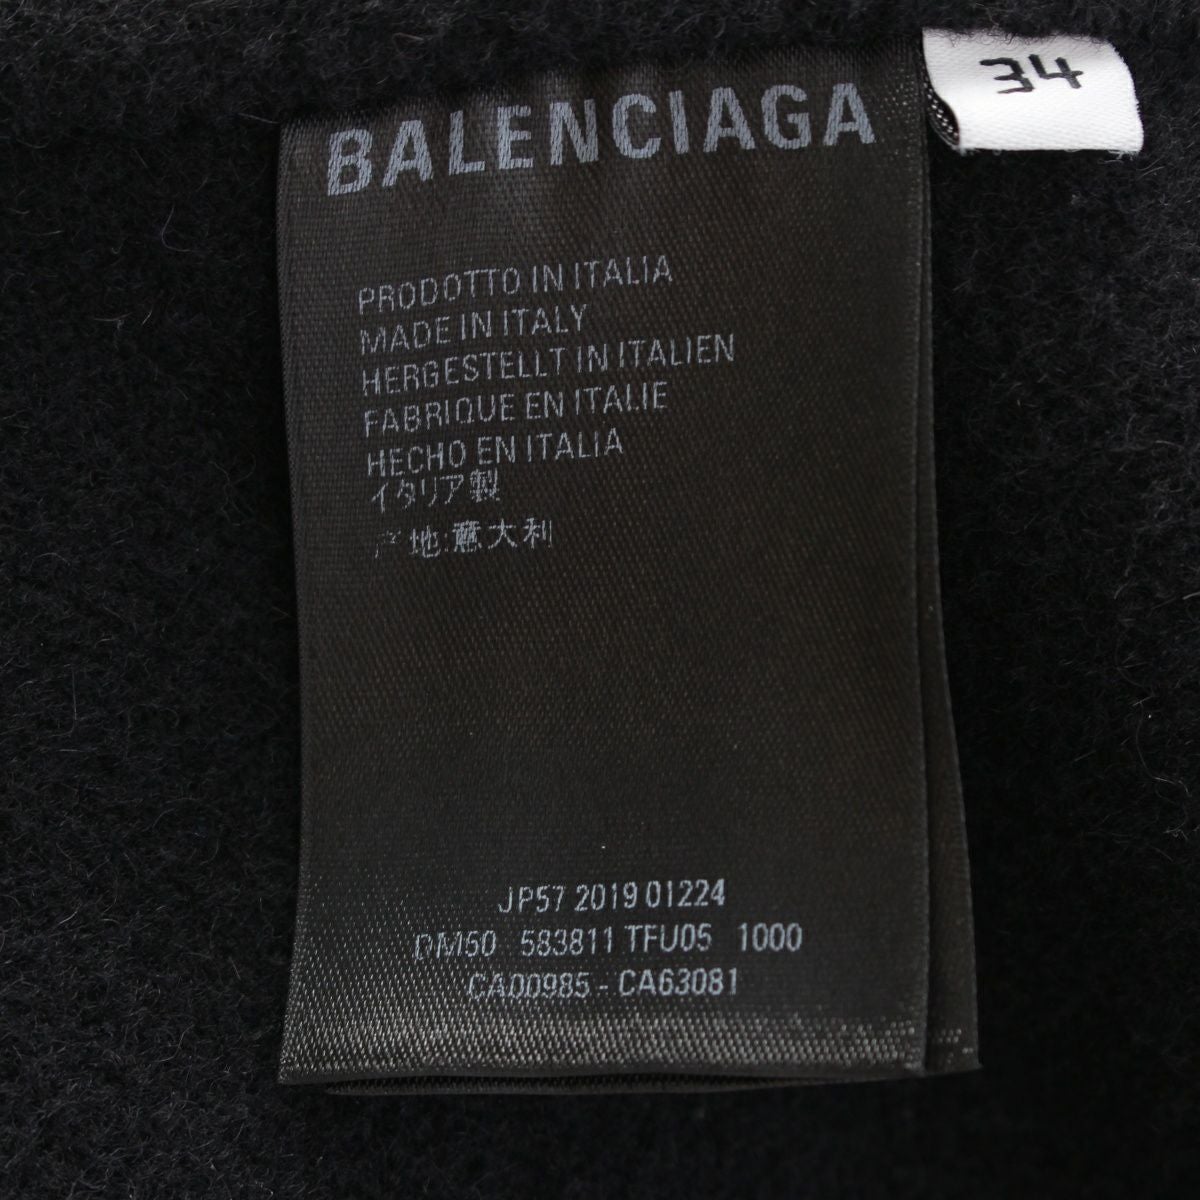 BALENCIAGA
34
PRODOTTO IN ITALIA
MADE IN ITALY
HERGESTELLT IN ITALIEN
FABRIQUE EN ITALIE
HECHO EN ITALIA
イタリア製
产地:意大利
JP57 2019 01224
DM50 583811 TFU05 1000
CA00985 - CA63081